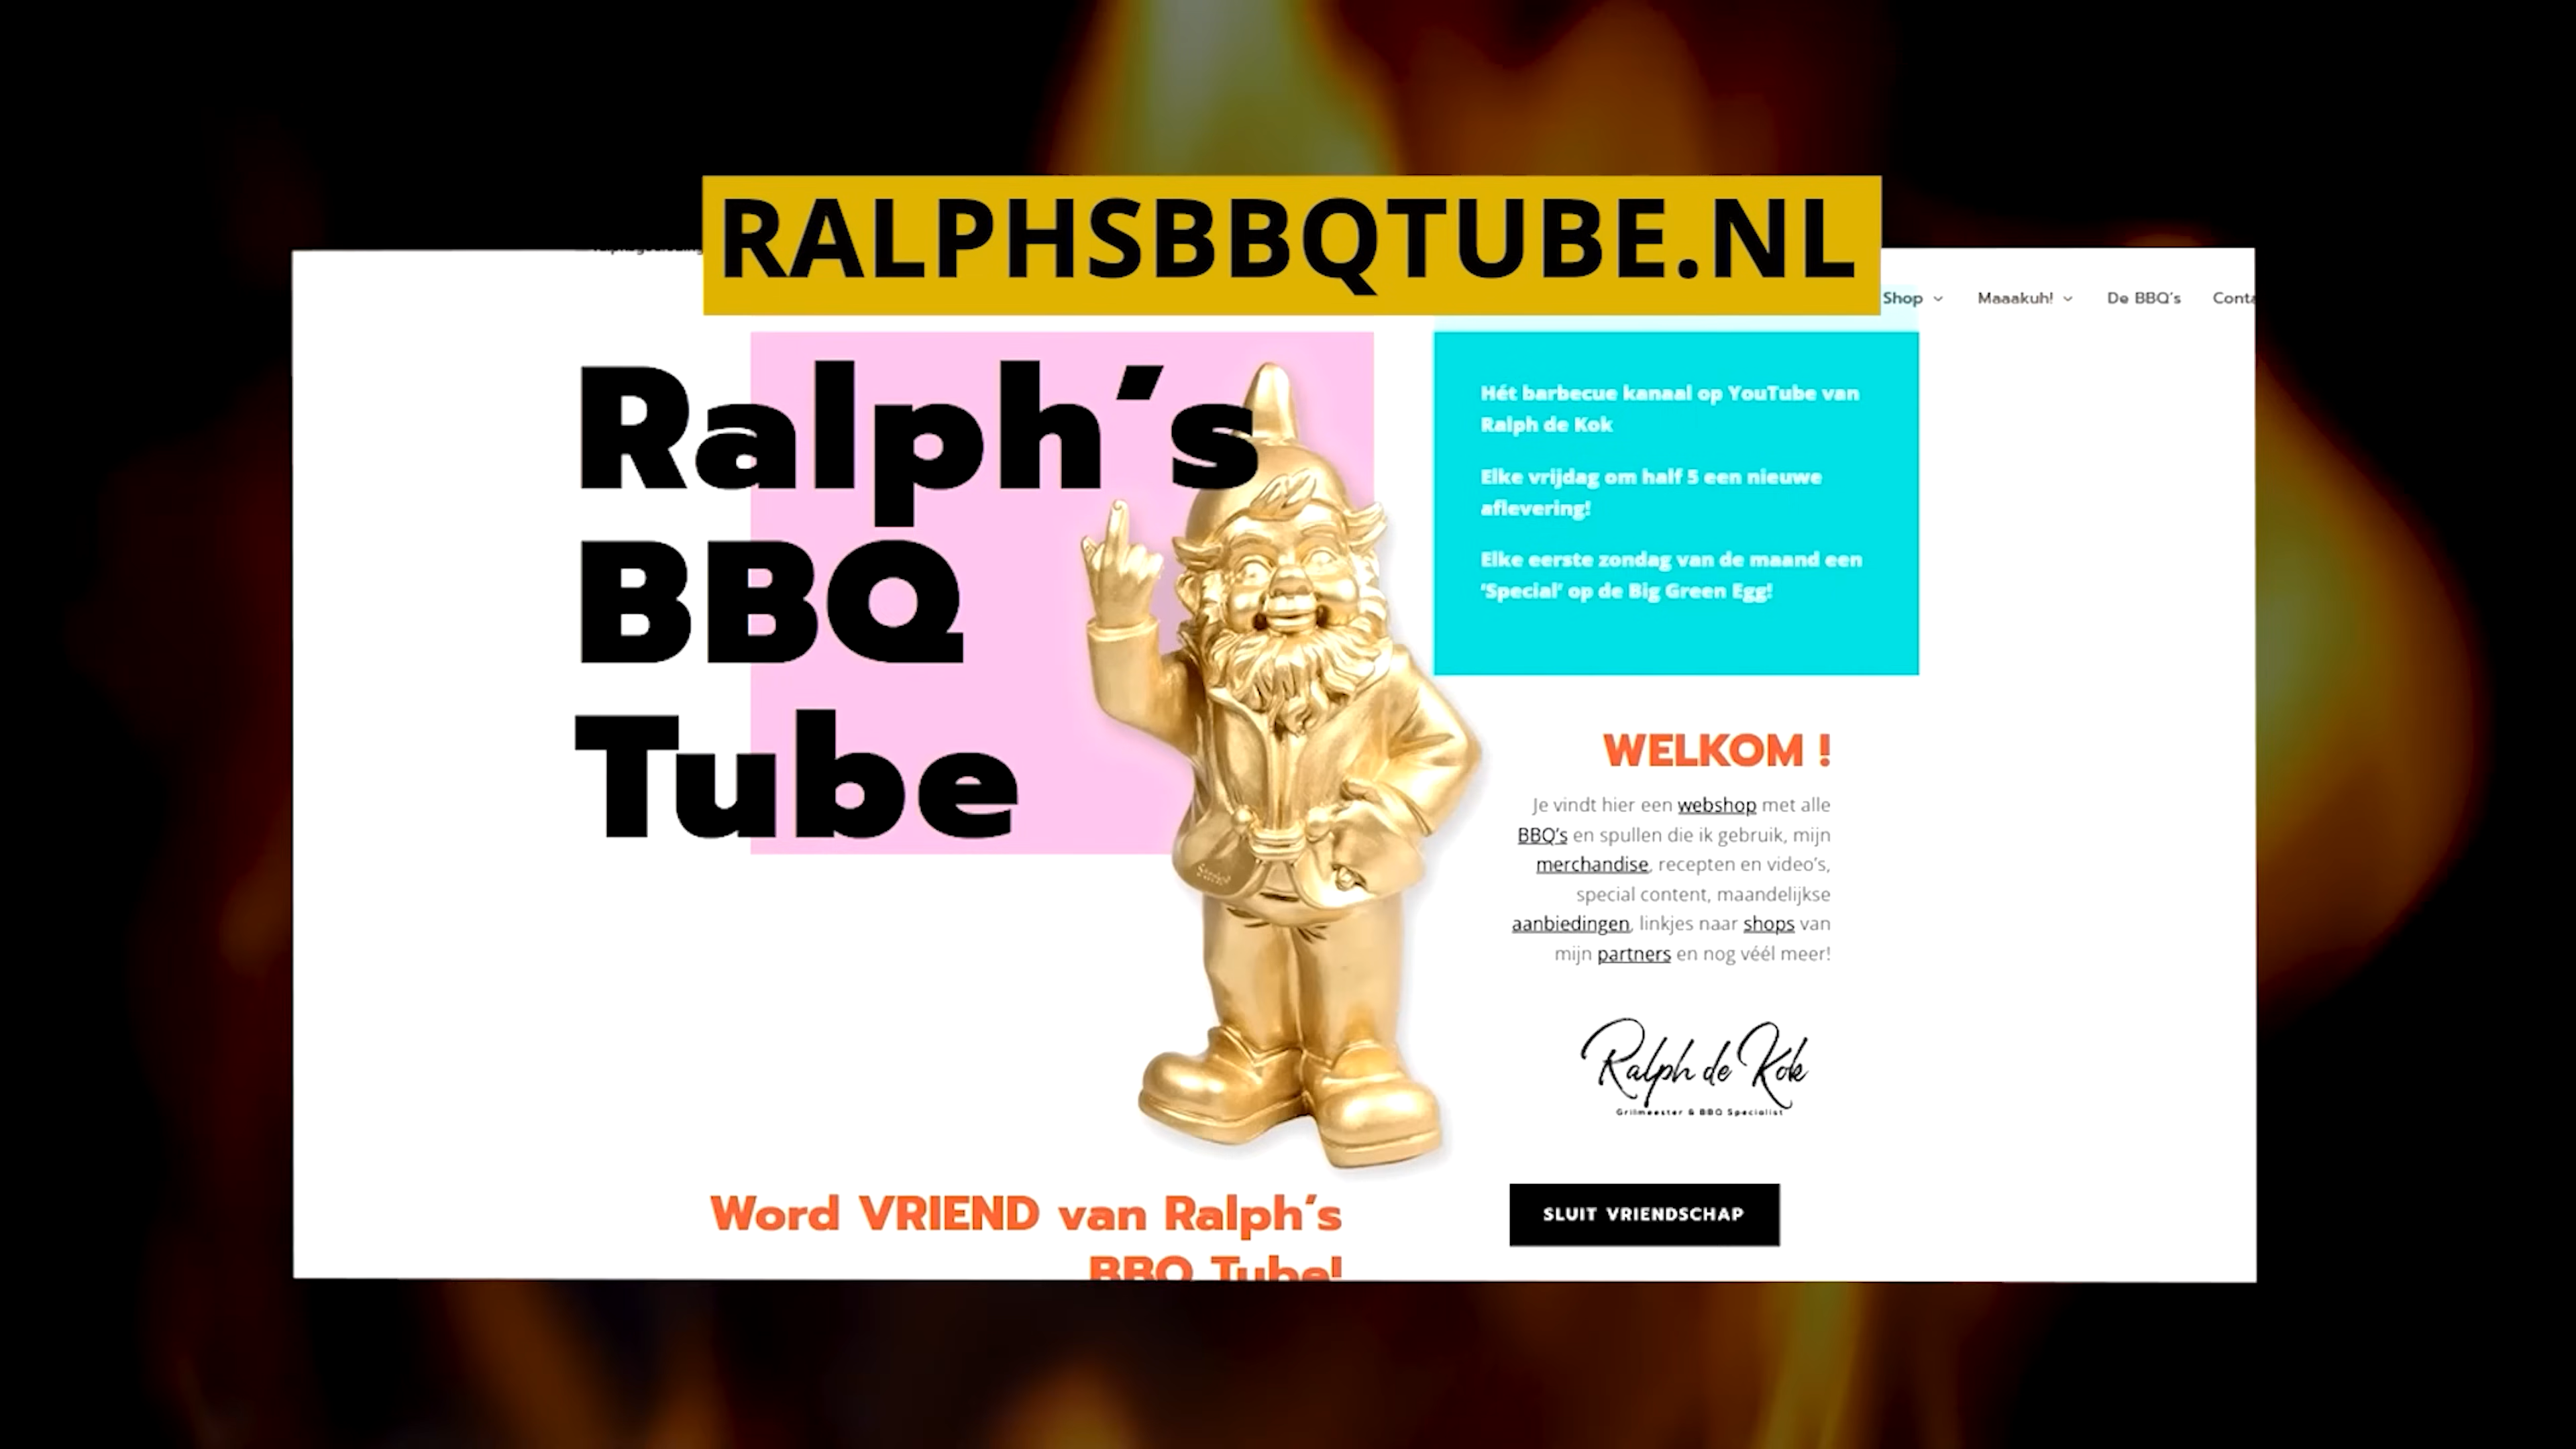 RALPHSBBQTUBE.NL
Shop
Maaakuh!
De BBQ's
Ralph's
BBQ
Tube
Hét barbecue kanaal op YouTube van
Ralph de Kok
Elke vrijdag om half 5 een nieuwe
aflevering!
Elke eerste zondag van de maand een
'Special' op de Big Green Egg!
WELKOM !
Je vindt hier een webshop met alle
BBQ's en spullen die ik gebruik, mijn
merchandise, recepten en video's,
special content, maandelijkse
aanbiedingen, linkjes naar shops van
mijn partners en nog véél meer!
Ralph de Kok
Grillmeester & BBQ Specialist
Word VRIEND van Ralph's
BBQ Tube!
SLUIT VRIENDSCHAP